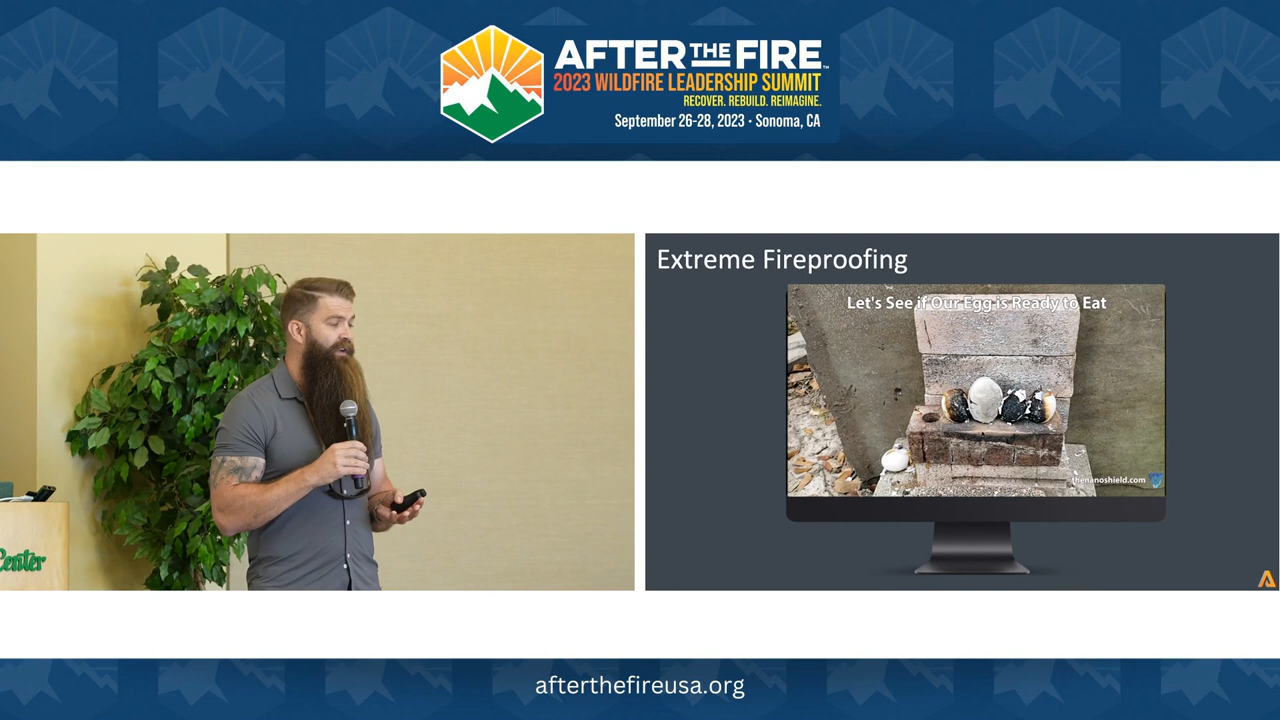 AFTER THE FIRE™
2023 WILDFIRE LEADERSHIP SUMMIT
RECOVER. REBUILD. REIMAGINE.
September 26-28, 2023 • Sonoma, CA
Center
Extreme Fireproofing
Let's See if Our Egg is Ready to Eat
thenanoshield.com
afterthefireusa.org